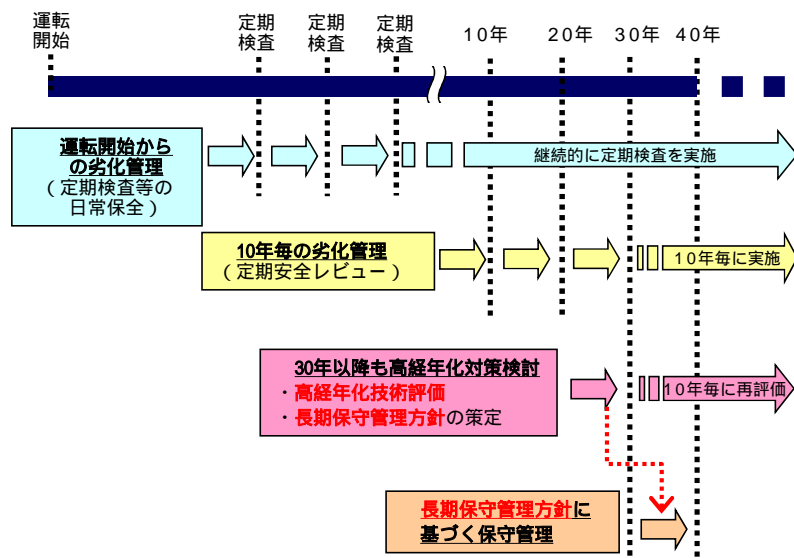 運転
開始
定期
検査
定期
検査
定期
検査
10年
20年
30年
40年
運転開始から
の劣化管理
（定期検査等の
日常保全）
継続的に定期検査を実施
10年毎の劣化管理
（定期安全レビュー）
10年毎に実施
30年以降も高経年化対策検討
・高経年化技術評価
・長期保守管理方針の策定
10年毎に再評価
長期保守管理方針に
基づく保守管理